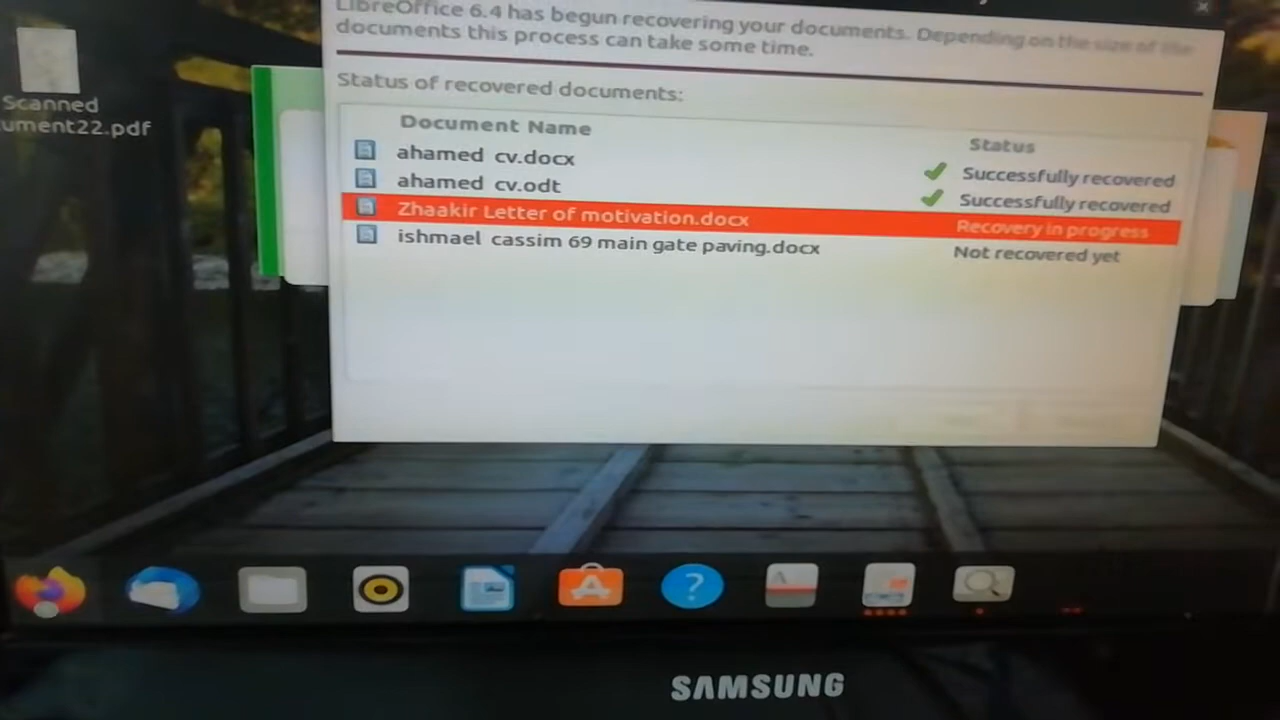 LibreOffice 6.4 has begun recovering your documents. Depending on the size of the
documents this process can take some time.
Status of recovered documents:
Document Name Status
ahamed cv.docx Successfully recovered
ahamed cv.odt Successfully recovered
Zhaakir Letter of motivation.docx Recovery in progress
ishmael cassim 69 main gate paving.docx Not recovered yet
Scanned
ument22.pdf
SAMSUNG